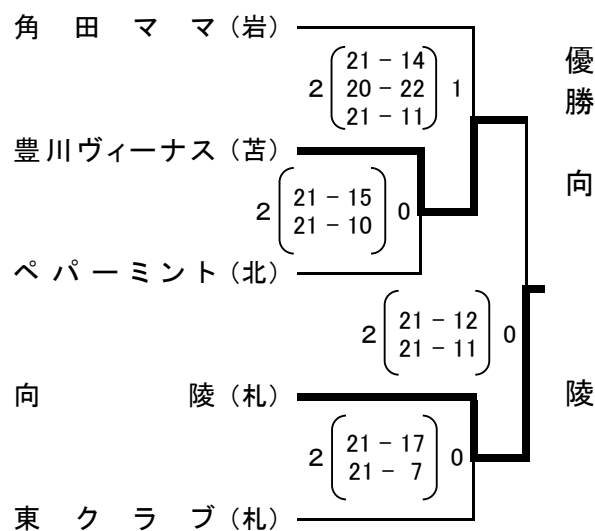 角田ママ（岩）
2 21 - 14 1
20 - 22
21 - 11
豊川ヴィーナス（苫）
2 21 - 15 0
21 - 10
ペパーミント（北）
2 21 - 12 0
21 - 11
向陵（札）
2 21 - 17 0
21 - 7
東クラブ（札）
優勝　向陵